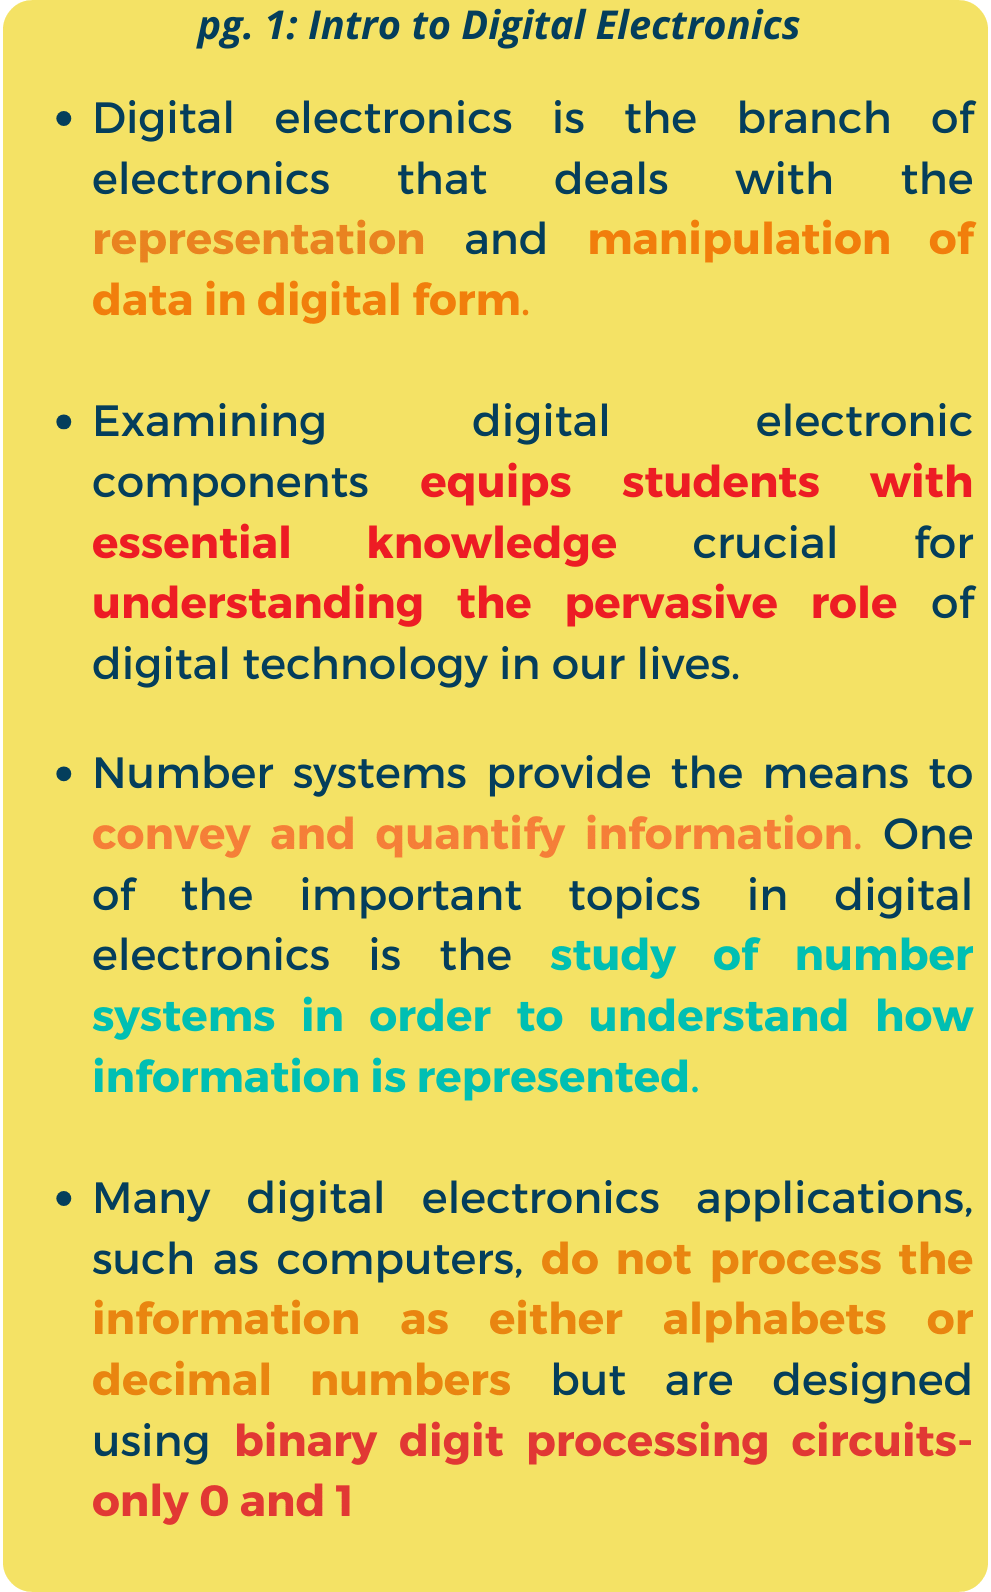 pg. 1: Intro to Digital Electronics
• Digital electronics is the branch of
electronics that deals with the
representation and manipulation of
data in digital form.
• Examining digital electronic
components equips students with
essential knowledge crucial for
understanding the pervasive role of
digital technology in our lives.
• Number systems provide the means to
convey and quantify information. One
of the important topics in digital
electronics is the study of number
systems in order to understand how
information is represented.
• Many digital electronics applications,
such as computers, do not process the
information as either alphabets or
decimal numbers but are designed
using binary digit processing circuits-
only 0 and 1